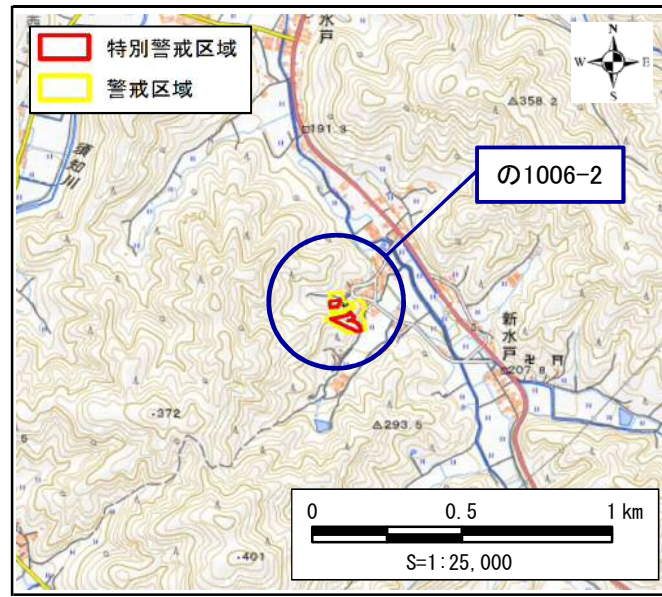 特別警戒区域
警戒区域
水戸
N
W E
S
△358.2
□191.3
須知川
の1006-2
新水戸
207.8
・372
△293.5
・401
0 0.5 1 km
S=1:25,000